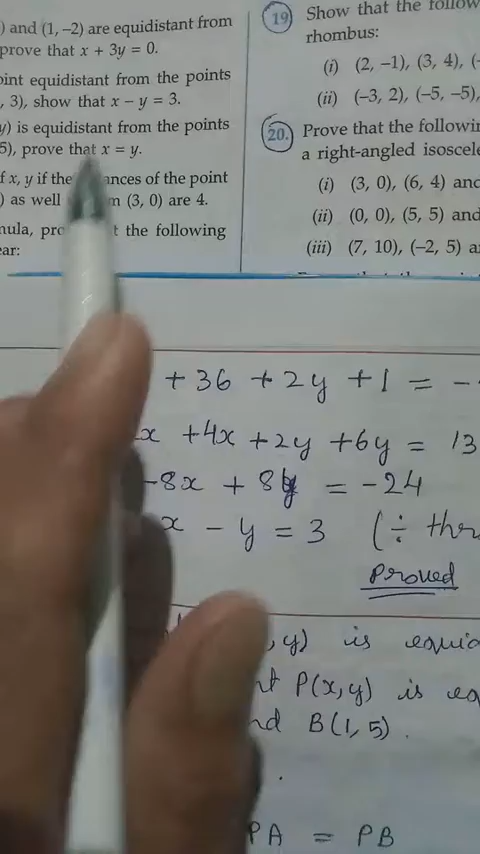 ) and (1, –2) are equidistant from
prove that x + 3y = 0.
oint equidistant from the points
, 3), show that x – y = 3.
y) is equidistant from the points
5), prove that x = y.
f x, y if the ances of the point
) as well m (3, 0) are 4.
mula, pro t the following
ear:
19 Show that the follow
rhombus:
(i) (2, –1), (3, 4), (–
(ii) (–3, 2), (–5, –5),
20. Prove that the followin
a right-angled isoscele
(i) (3, 0), (6, 4) and
(ii) (0, 0), (5, 5) and
(iii) (7, 10), (–2, 5) a
+ 36 + 2y + 1 = -
x + 4x + 2y + 6y = 13
-8x + 8y = -24
x - y = 3 (÷ thr
Proved
, y) is equid
nt P(x, y) is eq
nd B(1, 5).
PA = PB